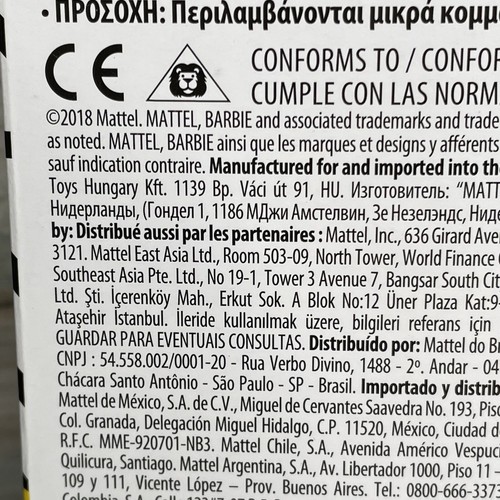 • ΠΡΟΣΟΧΗ: Περιλαμβάνονται μικρά κομμ
CE
CONFORMS TO / CONFOR
CUMPLE CON LAS NORM
©2018 Mattel. MATTEL, BARBIE and associated trademarks and trade
as noted. MATTEL, BARBIE ainsi que les marques et designs y afférents
sauf indication contraire. Manufactured for and imported into the
Toys Hungary Kft. 1139 Bp. Váci út 91, HU. Изготовитель: "МАТТ
Нидерланды, (Гондел 1, 1186 МДжи Амстелвин, Зе Незелэндс, Нид
by: Distribué aussi par les partenaires : Mattel, Inc., 636 Girard Ave
3121. Mattel East Asia Ltd., Room 503-09, North Tower, World Finance
Southeast Asia Pte. Ltd., No 19-1, Tower 3 Avenue 7, Bangsar South City
Ltd. Şti. İçerenköy Mah., Erkut Sok. A Blok No:12 Üner Plaza Kat:9-
Ataşehir İstanbul. İleride kullanılmak üzere, bilgileri referans için
GUARDAR PARA EVENTUAIS CONSULTAS. Distribuído por: Mattel do Br
CNPJ : 54.558.002/0001-20 - Rua Verbo Divino, 1488 - 2º. Andar - 04
Chácara Santo Antônio - São Paulo - SP - Brasil. Importado y distrib
Mattel de México, S.A. de C.V., Miguel de Cervantes Saavedra No. 193, Piso
Col. Granada, Delegación Miguel Hidalgo, C.P. 11520, México, Ciudad d
R.F.C. MME-920701-NB3. Mattel Chile, S.A., Avenida Américo Vespuc
Quilicura, Santiago. Mattel Argentina, S.A., Av. Libertador 1000, Piso 11 -
109 y 111, Vicente López – Prov. Buenos Aires. Tel.: 0800-666-337